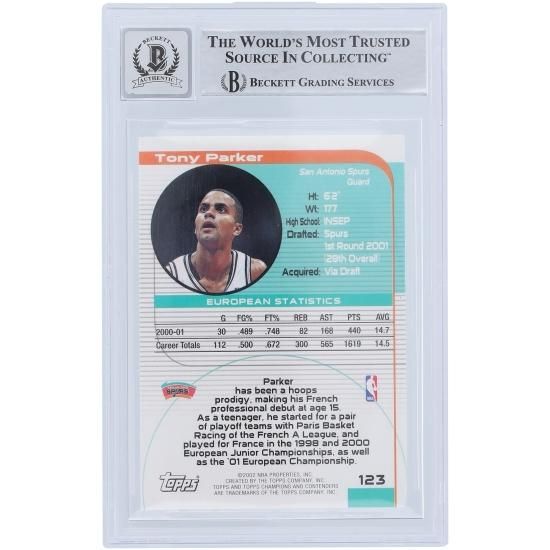 BECKETT
AUTHENTIC
THE WORLD'S MOST TRUSTED
SOURCE IN COLLECTING™
B BECKETT GRADING SERVICES
Tony Parker
San Antonio Spurs
Guard
Ht: 6'2"
Wt: 177
High School: INSEP
Drafted: Spurs
1st Round 2001
(28th Overall)
Acquired: Via Draft
EUROPEAN STATISTICS
G FG% FT% REB AST PTS AVG
2000-01 30 .489 .748 82 168 440 14.7
Career Totals 112 .500 .672 300 565 1619 14.5
SPURS
NBA
Parker
has been a hoops
prodigy, making his French
professional debut at age 15.
As a teenager, he started for a pair
of playoff teams with Paris Basket
Racing of the French A League, and
played for France in the 1998 and 2000
European Junior Championships, as well as
the '01 European Championship.
Topps
©2002 NBA PROPERTIES, INC.
CREATED BY THE TOPPS COMPANY, INC.
TOPPS AND TOPPS CHAMPIONS AND CONTENDERS
ARE TRADEMARKS OF THE TOPPS COMPANY, INC.
123